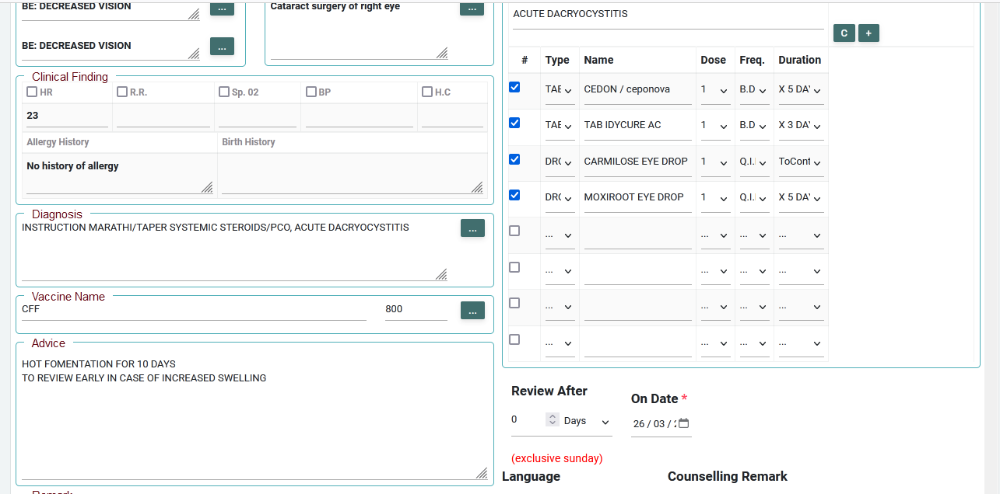 BE: DECREASED VISION
...
Cataract surgery of right eye
...
BE: DECREASED VISION
...
Clinical Finding
HR R.R. Sp. 02 BP H.C
23
Allergy History Birth History
No history of allergy
Diagnosis
INSTRUCTION MARATHI/TAPER SYSTEMIC STEROIDS/PCO, ACUTE DACRYOCYSTITIS
...
Vaccine Name
CFF 800 ...
Advice
HOT FOMENTATION FOR 10 DAYS
TO REVIEW EARLY IN CASE OF INCREASED SWELLING
ACUTE DACRYOCYSTITIS
C +
# Type Name Dose Freq. Duration
TAB CEDON / ceponova 1 B.D X 5 DA
TAB TAB IDYCURE AC 1 B.D X 3 DA
DR CARMILOSE EYE DROP 1 Q.I. ToCont
DR MOXIROOT EYE DROP 1 Q.I. X 5 DA
... ... ... ...
... ... ... ...
... ... ... ...
... ... ... ...
Review After
On Date *
0 Days
26 / 03 /
(exclusive sunday)
Language Counselling Remark